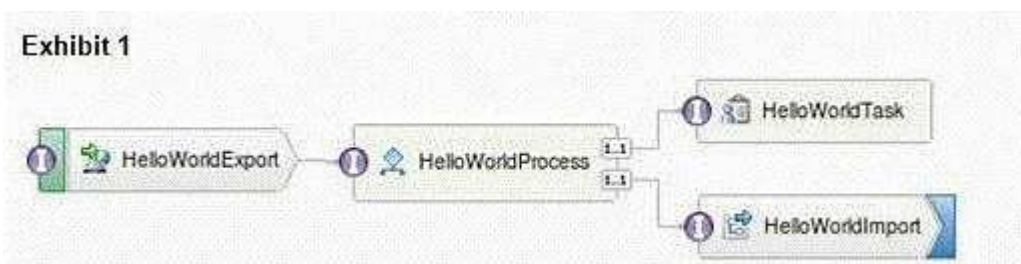 Exhibit 1
HelloWorldTask
HelloWorldExport
HelloWorldProcess
1..1
1..1
HelloWorldImport